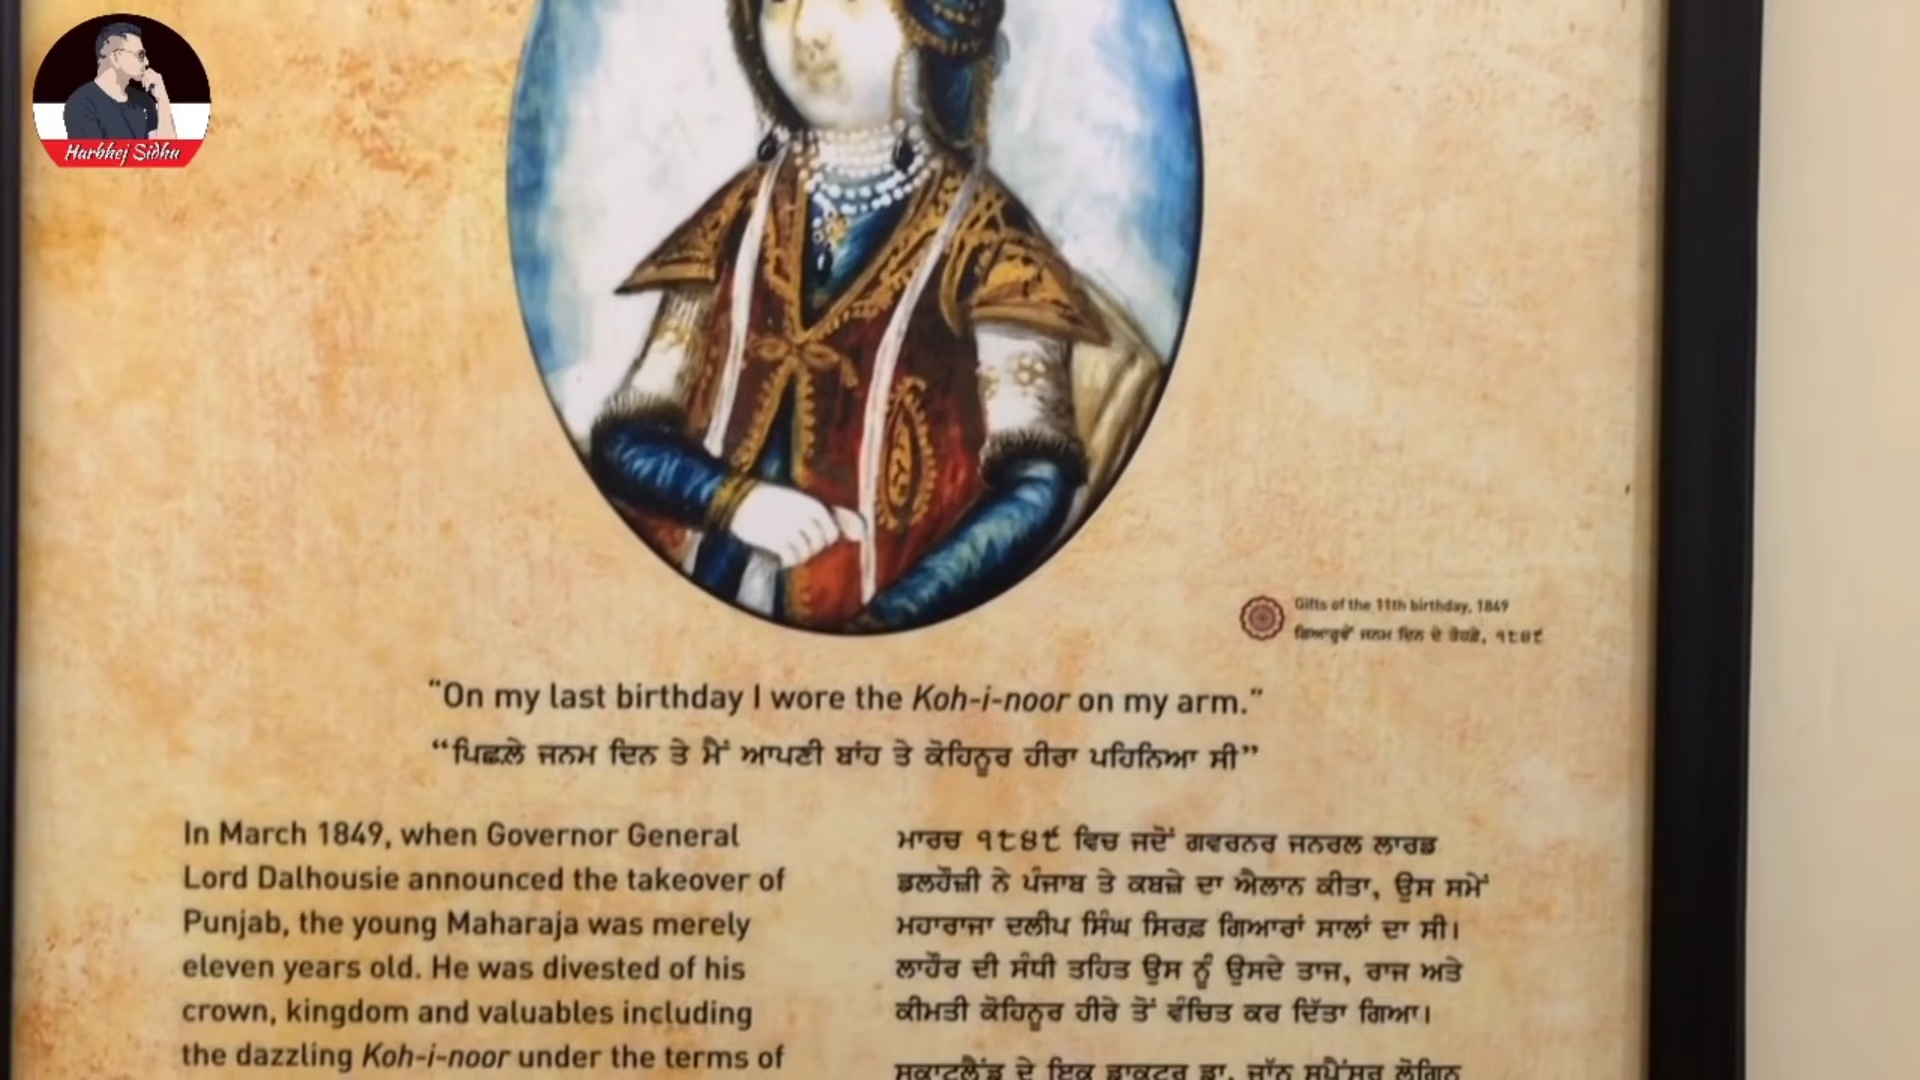 Harbhej Sidhu
Gifts of the 11th birthday, 1849
ਗਿਆਰ੍ਹਵੇਂ ਜਨਮ ਦਿਨ ਦੇ ਤੋਹਫ਼ੇ, ੧੮੪੯
“On my last birthday I wore the Koh-i-noor on my arm.”
“ਪਿਛਲੇ ਜਨਮ ਦਿਨ ਤੇ ਮੈਂ ਆਪਣੀ ਬਾਂਹ ਤੇ ਕੋਹਿਨੂਰ ਹੀਰਾ ਪਹਿਨਿਆ ਸੀ”
In March 1849, when Governor General
Lord Dalhousie announced the takeover of
Punjab, the young Maharaja was merely
eleven years old. He was divested of his
crown, kingdom and valuables including
the dazzling Koh-i-noor under the terms of
ਮਾਰਚ ੧੮੪੯ ਵਿਚ ਜਦੋਂ ਗਵਰਨਰ ਜਨਰਲ ਲਾਰਡ
ਡਲਹੌਜ਼ੀ ਨੇ ਪੰਜਾਬ ਤੇ ਕਬਜ਼ੇ ਦਾ ਐਲਾਨ ਕੀਤਾ, ਉਸ ਸਮੇਂ
ਮਹਾਰਾਜਾ ਦਲੀਪ ਸਿੰਘ ਸਿਰਫ਼ ਗਿਆਰਾਂ ਸਾਲਾਂ ਦਾ ਸੀ।
ਲਾਹੌਰ ਦੀ ਸੰਧੀ ਤਹਿਤ ਉਸ ਨੂੰ ਉਸਦੇ ਤਾਜ, ਰਾਜ ਅਤੇ
ਕੀਮਤੀ ਕੋਹਿਨੂਰ ਹੀਰੇ ਤੋਂ ਵੰਚਿਤ ਕਰ ਦਿੱਤਾ ਗਿਆ।
ਸਕਾਟਲੈਂਡ ਦੇ ਇਕ ਡਾਕਟਰ ਡਾ. ਜਾੱਨ ਸਪੈਂਸਰ ਲੋਗਿਨ